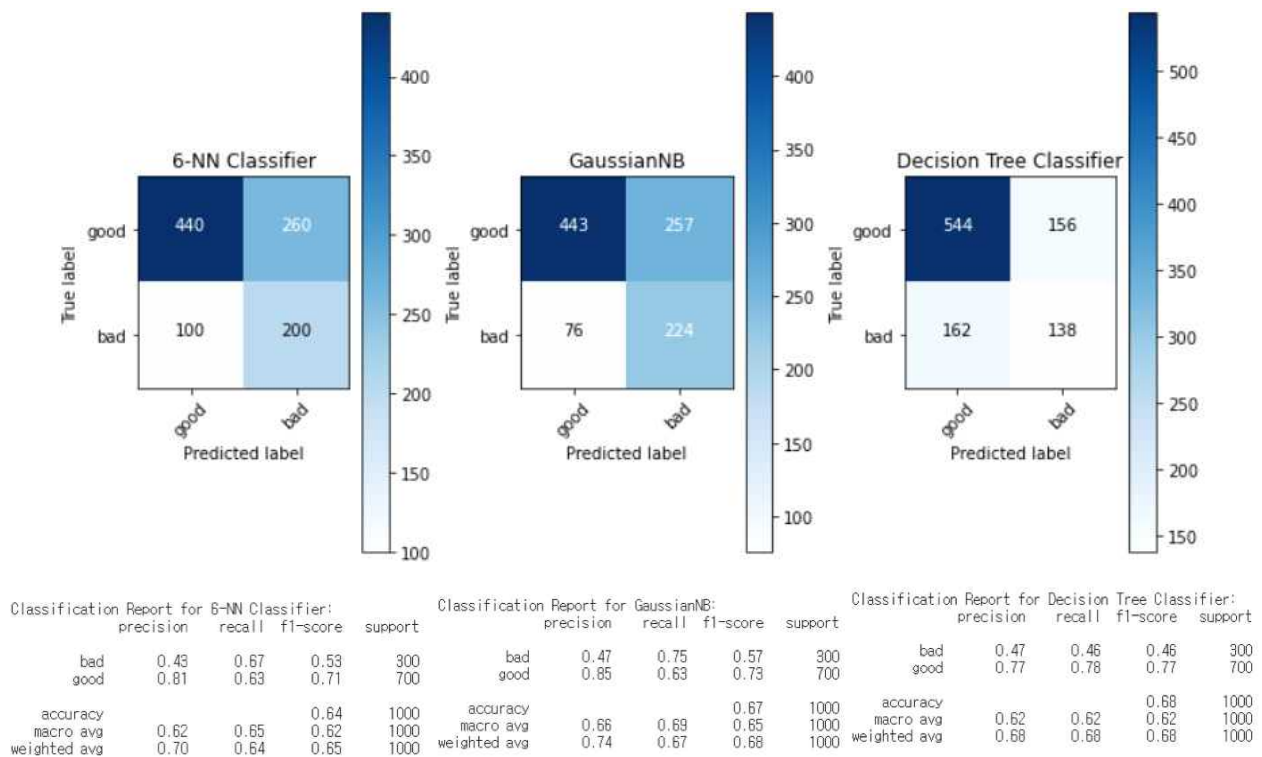 6-NN Classifier
440 260
100 200
good
bad
True label
good bad
Predicted label
400
350
300
250
200
150
100
GaussianNB
443 257
76 224
good
bad
True label
good bad
Predicted label
400
350
300
250
200
150
100
Decision Tree Classifier
544 156
162 138
good
bad
True label
good bad
Predicted label
500
450
400
350
300
250
200
150
Classification Report for 6-NN Classifier:
precision recall f1-score support
bad 0.43 0.67 0.53 300
good 0.81 0.63 0.71 700
accuracy 0.64 1000
macro avg 0.62 0.65 0.62 1000
weighted avg 0.70 0.64 0.65 1000
Classification Report for GaussianNB:
precision recall f1-score support
bad 0.47 0.75 0.57 300
good 0.85 0.63 0.73 700
accuracy 0.67 1000
macro avg 0.66 0.69 0.65 1000
weighted avg 0.74 0.67 0.68 1000
Classification Report for Decision Tree Classifier:
precision recall f1-score support
bad 0.47 0.46 0.46 300
good 0.77 0.78 0.77 700
accuracy 0.68 1000
macro avg 0.62 0.62 0.62 1000
weighted avg 0.68 0.68 0.68 1000